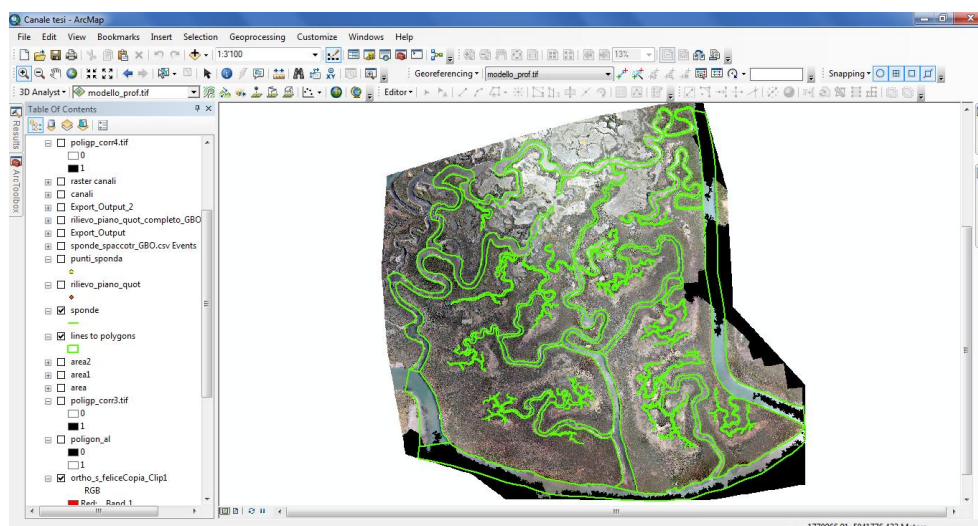 Canale tesi - ArcMap
File Edit View Bookmarks Insert Selection Geoprocessing Customize Windows Help
1:3'100
13%
Georeferencing
modello_prof.tif
Snapping
3D Analyst
modello_prof.tif
Editor
Table Of Contents
Results
ArcToolbox
poligp_corr4.tif
0
1
raster canali
canali
Export_Output_2
rilievo_piano_quot_completo_GBO
Export_Output
sponde_spaccotr_GBO.csv Events
punti_sponda
rilievo_piano_quot
sponde
lines to polygons
area2
area1
area
poligp_corr3.tif
0
1
poligon_al
0
1
ortho_s_feliceCopia_Clip1
RGB
Red: Band_1